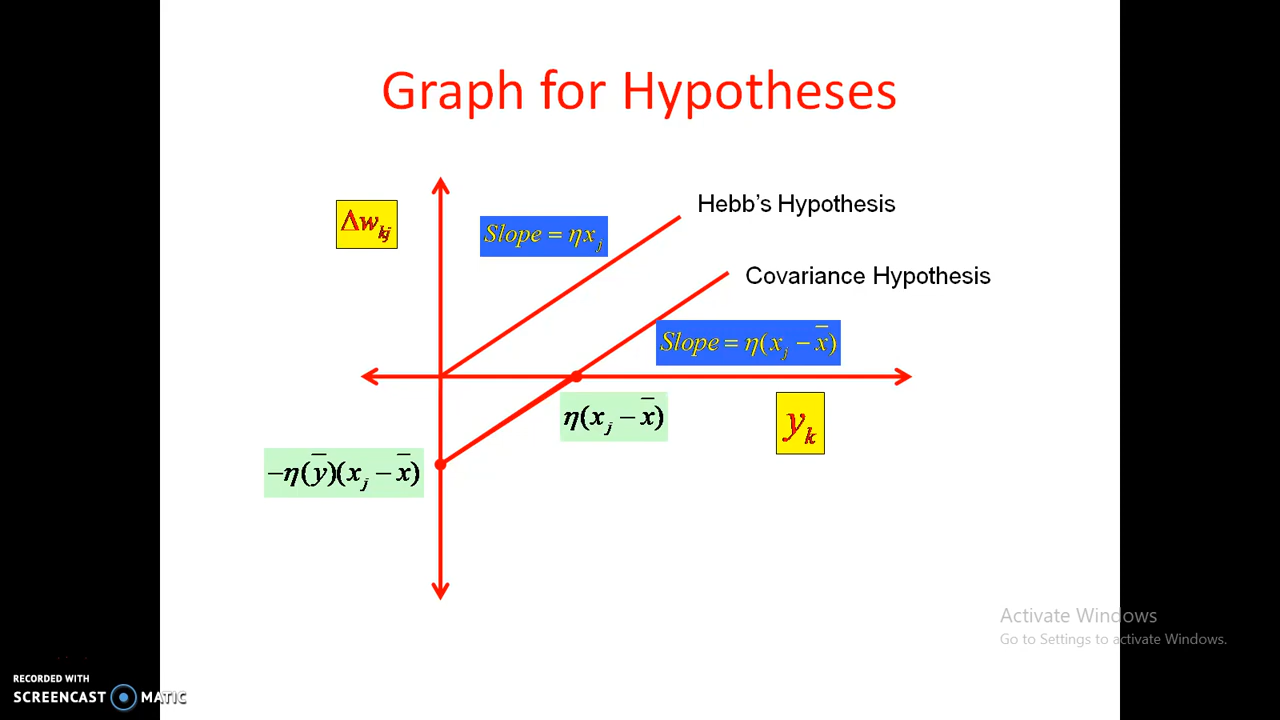 Graph for Hypotheses
Δw_kj
Slope = ηx_j
Hebb's Hypothesis
Covariance Hypothesis
Slope = η(x_j − x̅)
η(x_j − x̅)
y_k
−η(y̅)(x_j − x̅)
Activate Windows
Go to Settings to activate Windows.
RECORDED WITH
SCREENCAST MATIC